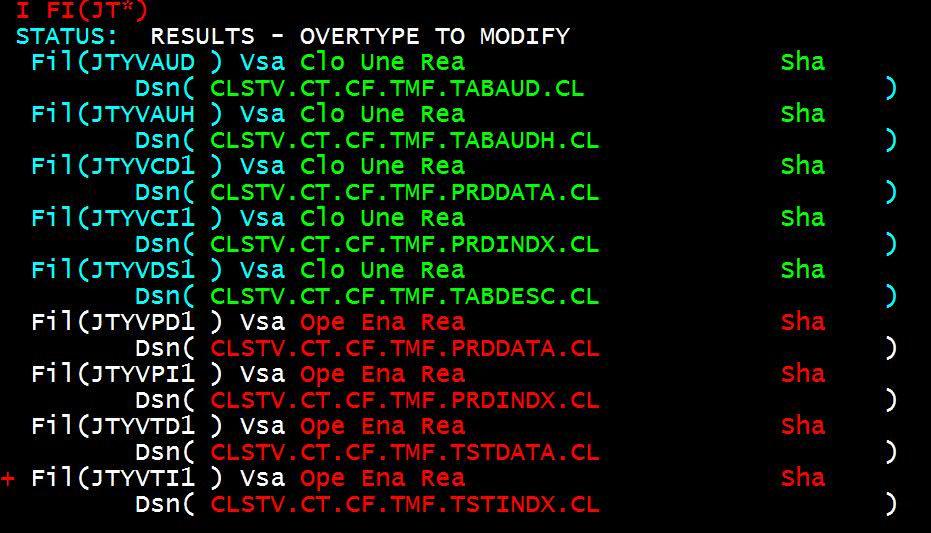 I FI(JT*)
STATUS:  RESULTS - OVERTYPE TO MODIFY
Fil(JTYVAUD ) Vsa Clo Une Rea                     Sha
Dsn( CLSTV.CT.CF.TMF.TABAUD.CL                    )
Fil(JTYVAUH ) Vsa Clo Une Rea                     Sha
Dsn( CLSTV.CT.CF.TMF.TABAUDH.CL                   )
Fil(JTYVCD1 ) Vsa Clo Une Rea                     Sha
Dsn( CLSTV.CT.CF.TMF.PRDDATA.CL                   )
Fil(JTYVCI1 ) Vsa Clo Une Rea                     Sha
Dsn( CLSTV.CT.CF.TMF.PRDINDX.CL                   )
Fil(JTYVDS1 ) Vsa Clo Une Rea                     Sha
Dsn( CLSTV.CT.CF.TMF.TABDESC.CL                   )
Fil(JTYVPD1 ) Vsa Ope Ena Rea                     Sha
Dsn( CLSTV.CT.CF.TMF.PRDDATA.CL                   )
Fil(JTYVPI1 ) Vsa Ope Ena Rea                     Sha
Dsn( CLSTV.CT.CF.TMF.PRDINDX.CL                   )
Fil(JTYVTD1 ) Vsa Ope Ena Rea                     Sha
Dsn( CLSTV.CT.CF.TMF.TSTDATA.CL                   )
+ Fil(JTYVTI1 ) Vsa Ope Ena Rea                     Sha
Dsn( CLSTV.CT.CF.TMF.TSTINDX.CL                   )